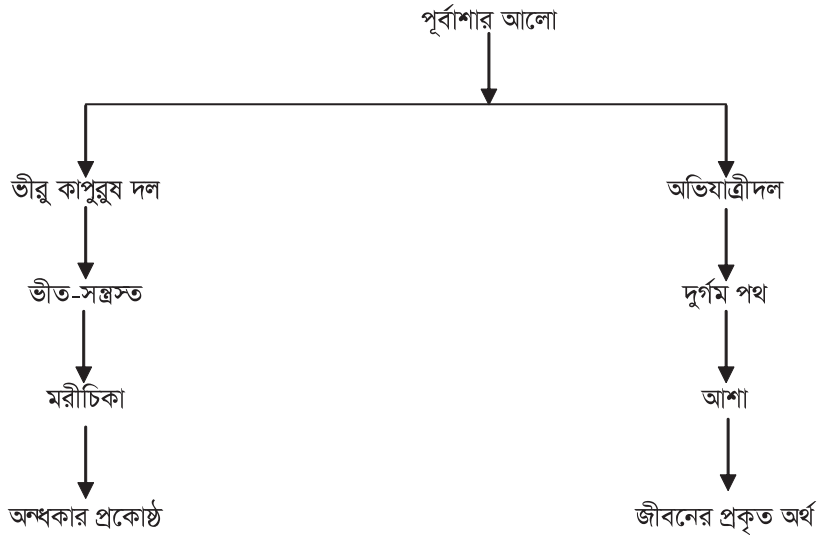 পূর্বাশার আলো
ভীরু কাপুরুষ দল অভিযাত্রীদল
ভীত-সন্ত্রস্ত দুর্গম পথ
মরীচিকা আশা
অন্ধকার প্রকোষ্ঠ জীবনের প্রকৃত অর্থ